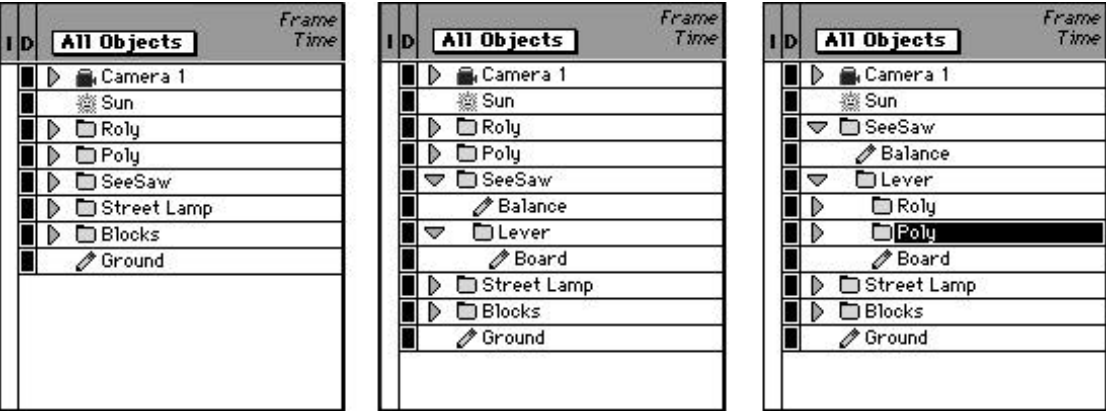 Frame
Time
I D All Objects
Camera 1
Sun
Roly
Poly
SeeSaw
Street Lamp
Blocks
Ground
Frame
Time
I D All Objects
Camera 1
Sun
Roly
Poly
SeeSaw
Balance
Lever
Board
Street Lamp
Blocks
Ground
Frame
Time
I D All Objects
Camera 1
Sun
SeeSaw
Balance
Lever
Roly
Poly
Board
Street Lamp
Blocks
Ground